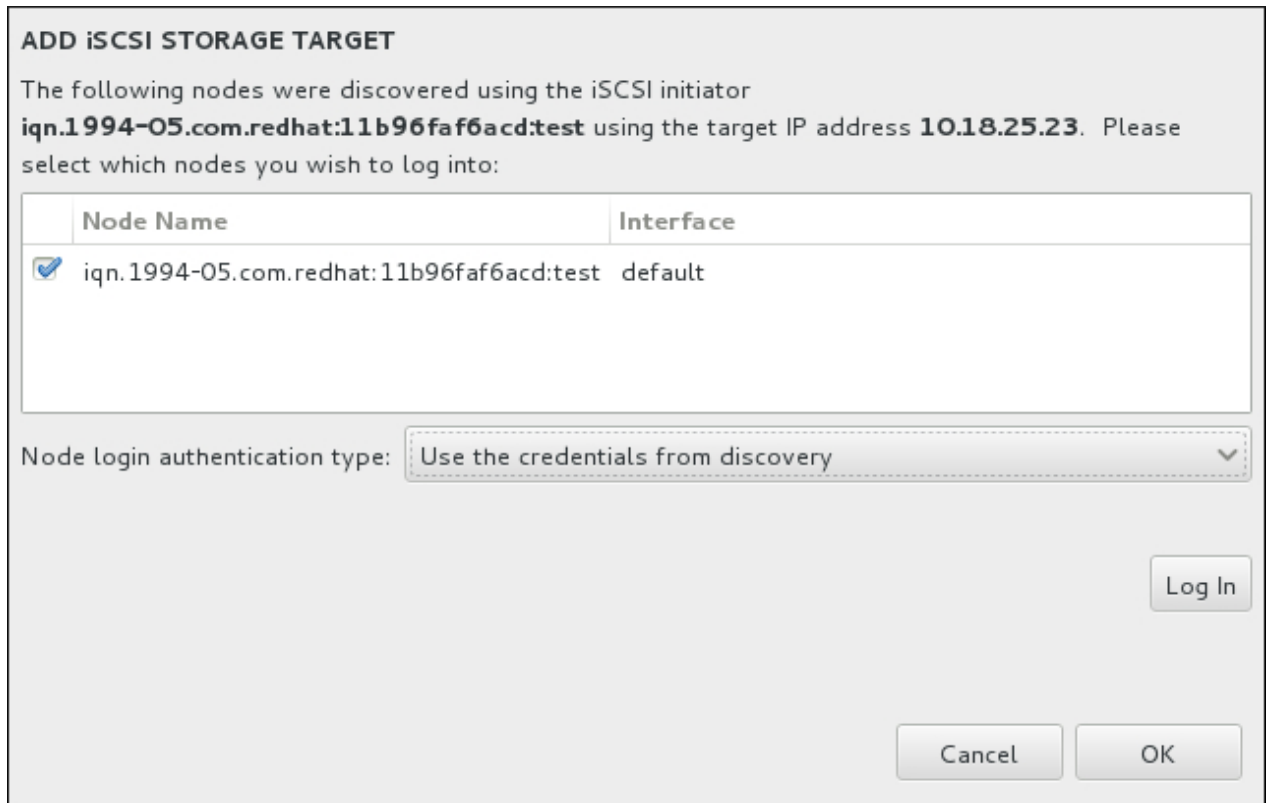 ADD iSCSI STORAGE TARGET
The following nodes were discovered using the iSCSI initiator
iqn.1994-05.com.redhat:11b96faf6acd:test using the target IP address 10.18.25.23. Please
select which nodes you wish to log into:
Node Name Interface
iqn.1994-05.com.redhat:11b96faf6acd:test default
Node login authentication type: Use the credentials from discovery
Log In
Cancel OK